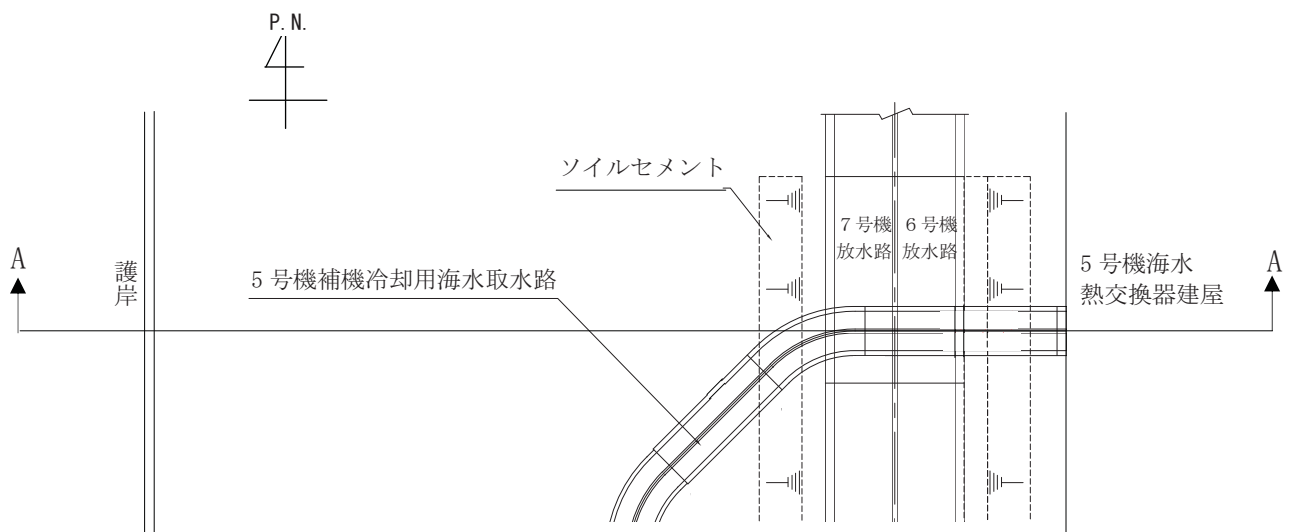 P.N.
ソイルセメント
7号機
放水路
6号機
放水路
A
護岸
5号機補機冷却用海水取水路
5号機海水
熱交換器建屋
A